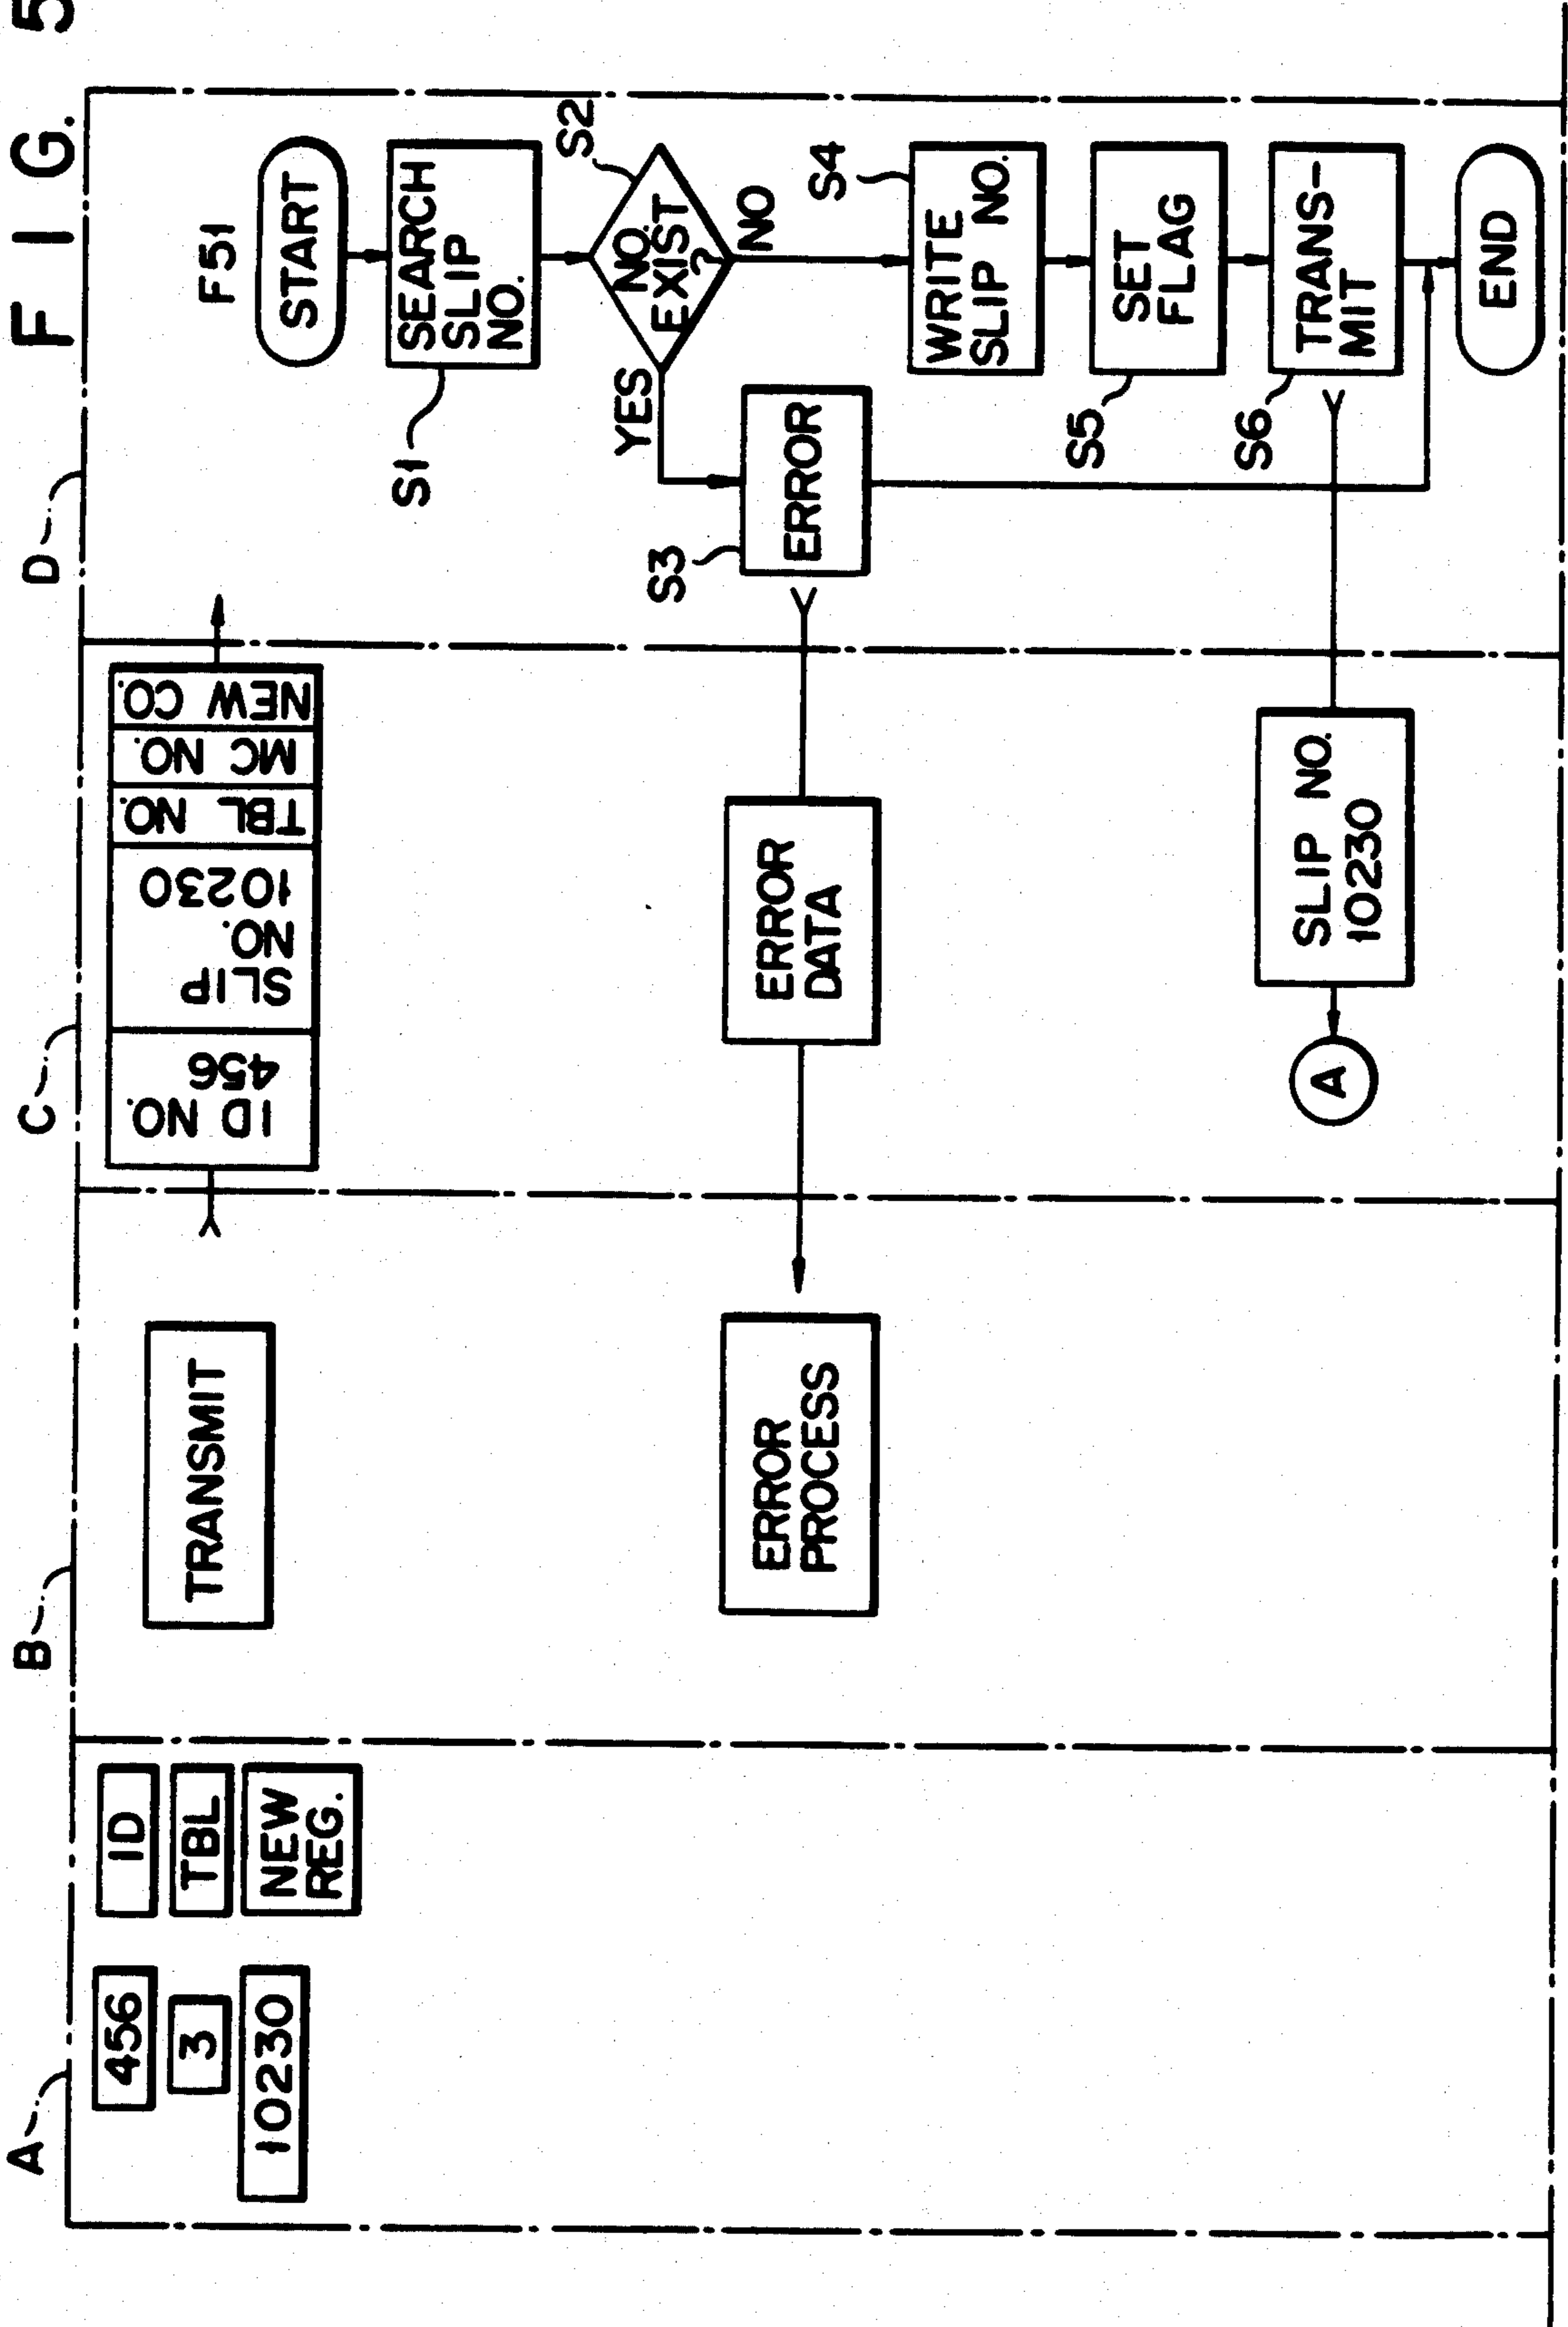 FIG. 5
A
B
C
D
456
ID
3
TBL
10230
NEW
REG.
TRANSMIT
ERROR
PROCESS
ID NO.
456
SLIP
NO.
10230
TBL NO.
MC NO.
NEW CO.
ERROR
DATA
SLIP NO.
10230
A
F51
START
S1
SEARCH
SLIP
NO.
S2
NO.
EXIST
?
YES
NO
S3
ERROR
S4
WRITE
SLIP NO.
S5
SET
FLAG
S6
TRANS-
MIT
END